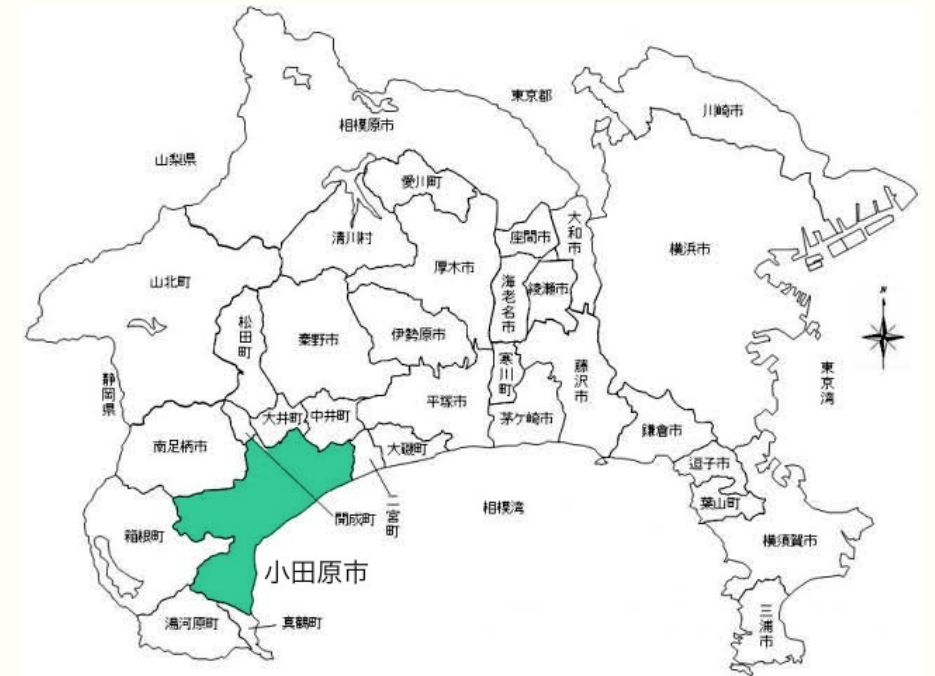 東京都
川崎市
相模原市
山梨県
愛川町
大和市
座間市
清川村
横浜市
厚木市
山北町
海老名市
綾瀬市
N
松田町
秦野市
伊勢原市
寒川町
藤沢市
東京湾
静岡県
平塚市
大井町
中井町
茅ケ崎市
鎌倉市
南足柄市
大磯町
逗子市
葉山町
相模湾
開成町
二宮町
箱根町
横須賀市
小田原市
湯河原町
真鶴町
三浦市